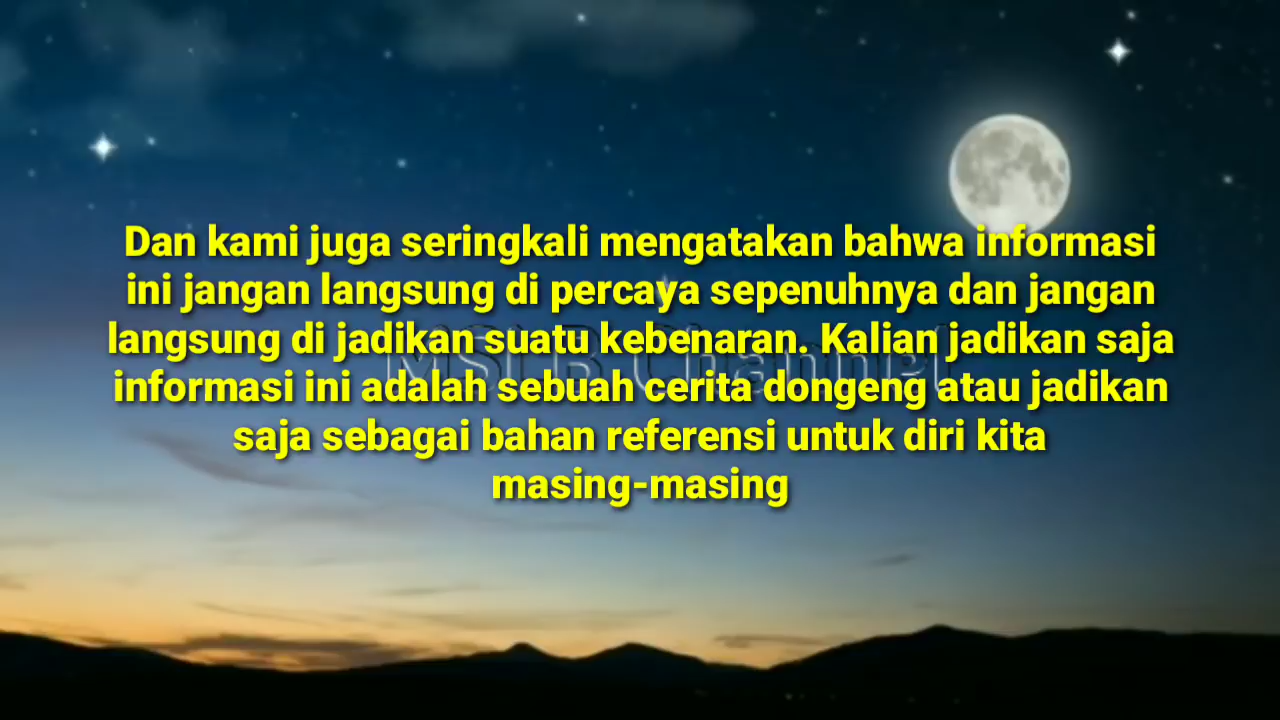 Dan kami juga seringkali mengatakan bahwa informasi
ini jangan langsung di percaya sepenuhnya dan jangan
langsung di jadikan suatu kebenaran. Kalian jadikan saja
informasi ini adalah sebuah cerita dongeng atau jadikan
saja sebagai bahan referensi untuk diri kita
masing-masing
Channel